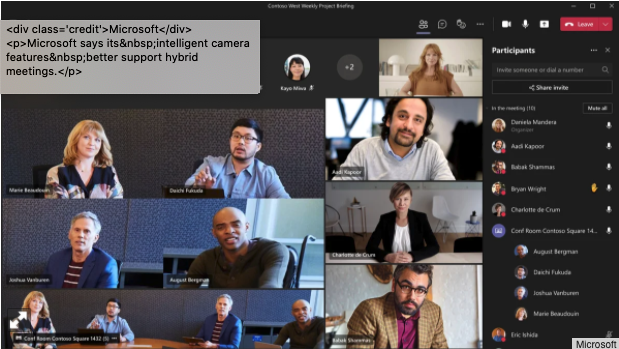 Contoso West Weekly Project Briefing
<div class='credit'>Microsoft</div>
<p>Microsoft says its&nbsp;intelligent camera
features&nbsp;better support hybrid
meetings.</p>
Leave
Kayo Miwa
+2
Participants
Invite someone or dial a number
Share invite
In the meeting (10)
Mute all
Daniela Mandera
Organizer
Aadi Kapoor
Babak Shammas
Bryan Wright
Charlotte de Crum
Conf Room Contoso Square 14...
August Bergman
Daichi Fukuda
Joshua Vanburen
Marie Beaudouin
Eric Ishida
Marie Beaudouin
Daichi Fukuda
Aadi Kapoor
Joshua Vanburen
August Bergman
Charlotte de Crum
Conf Room Contoso Square 1432 (5)
Babak Shammas
Microsoft